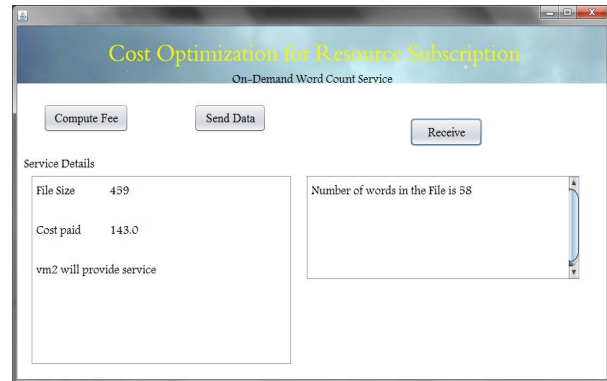 Cost Optimization for Resource Subscription
On-Demand Word Count Service
Compute Fee
Send Data
Receive
Service Details
File Size 459
Cost paid 143.0
vm2 will provide service
Number of words in the File is 58